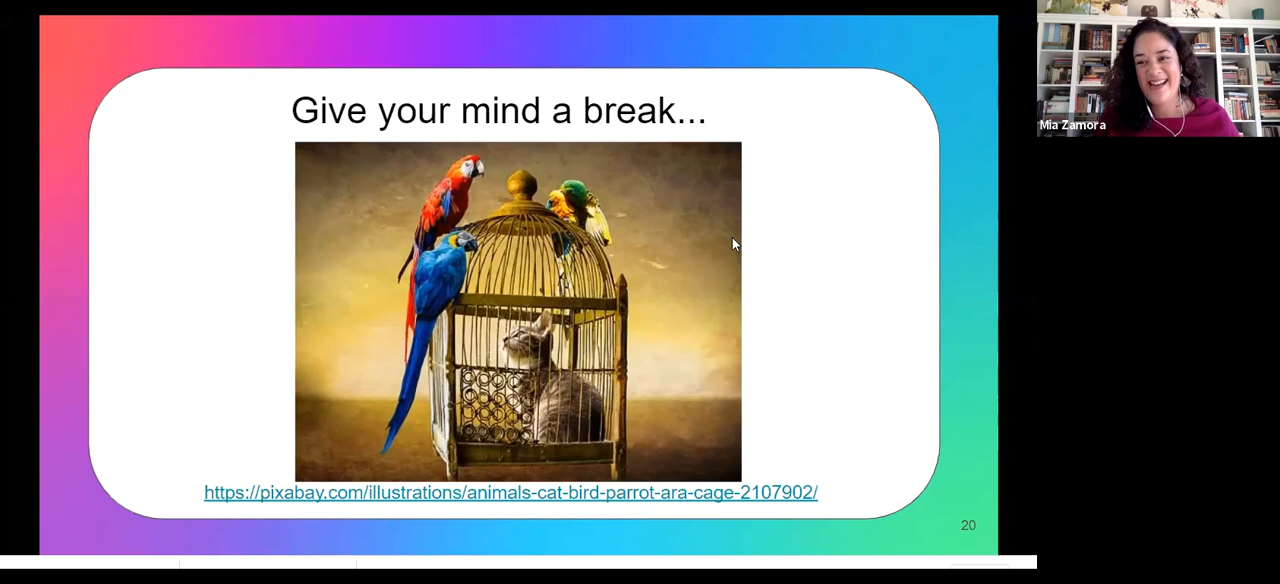 Give your mind a break...
https://pixabay.com/illustrations/animals-cat-bird-parrot-ara-cage-2107902/
20
Mia Zamora